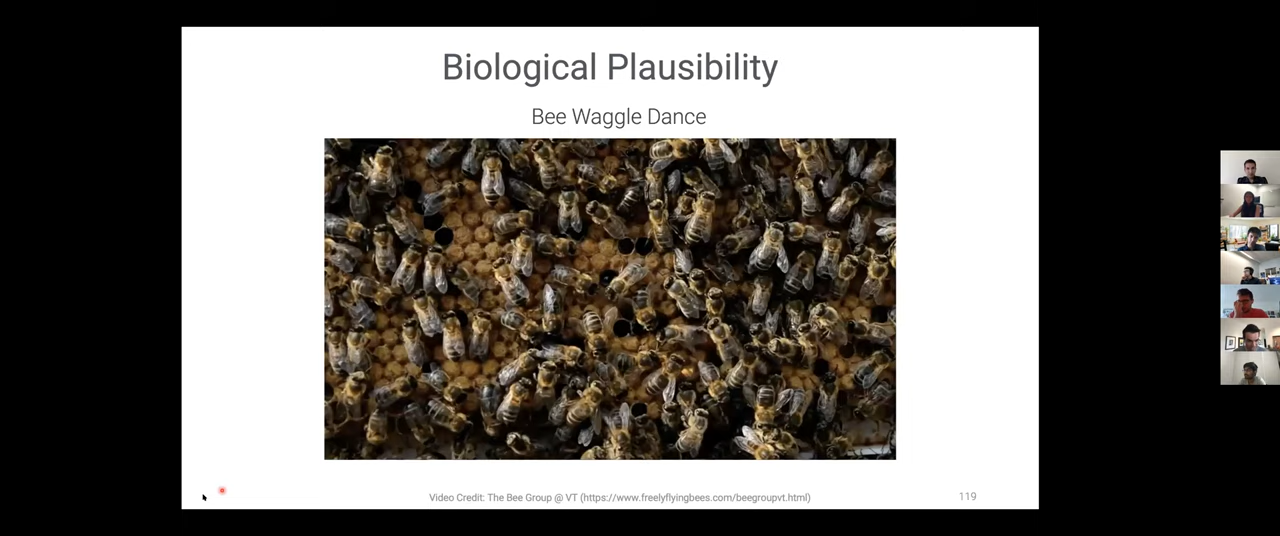 Biological Plausibility
Bee Waggle Dance
Video Credit: The Bee Group @ VT (https://www.freelyflyingbees.com/beegroupvt.html)
119